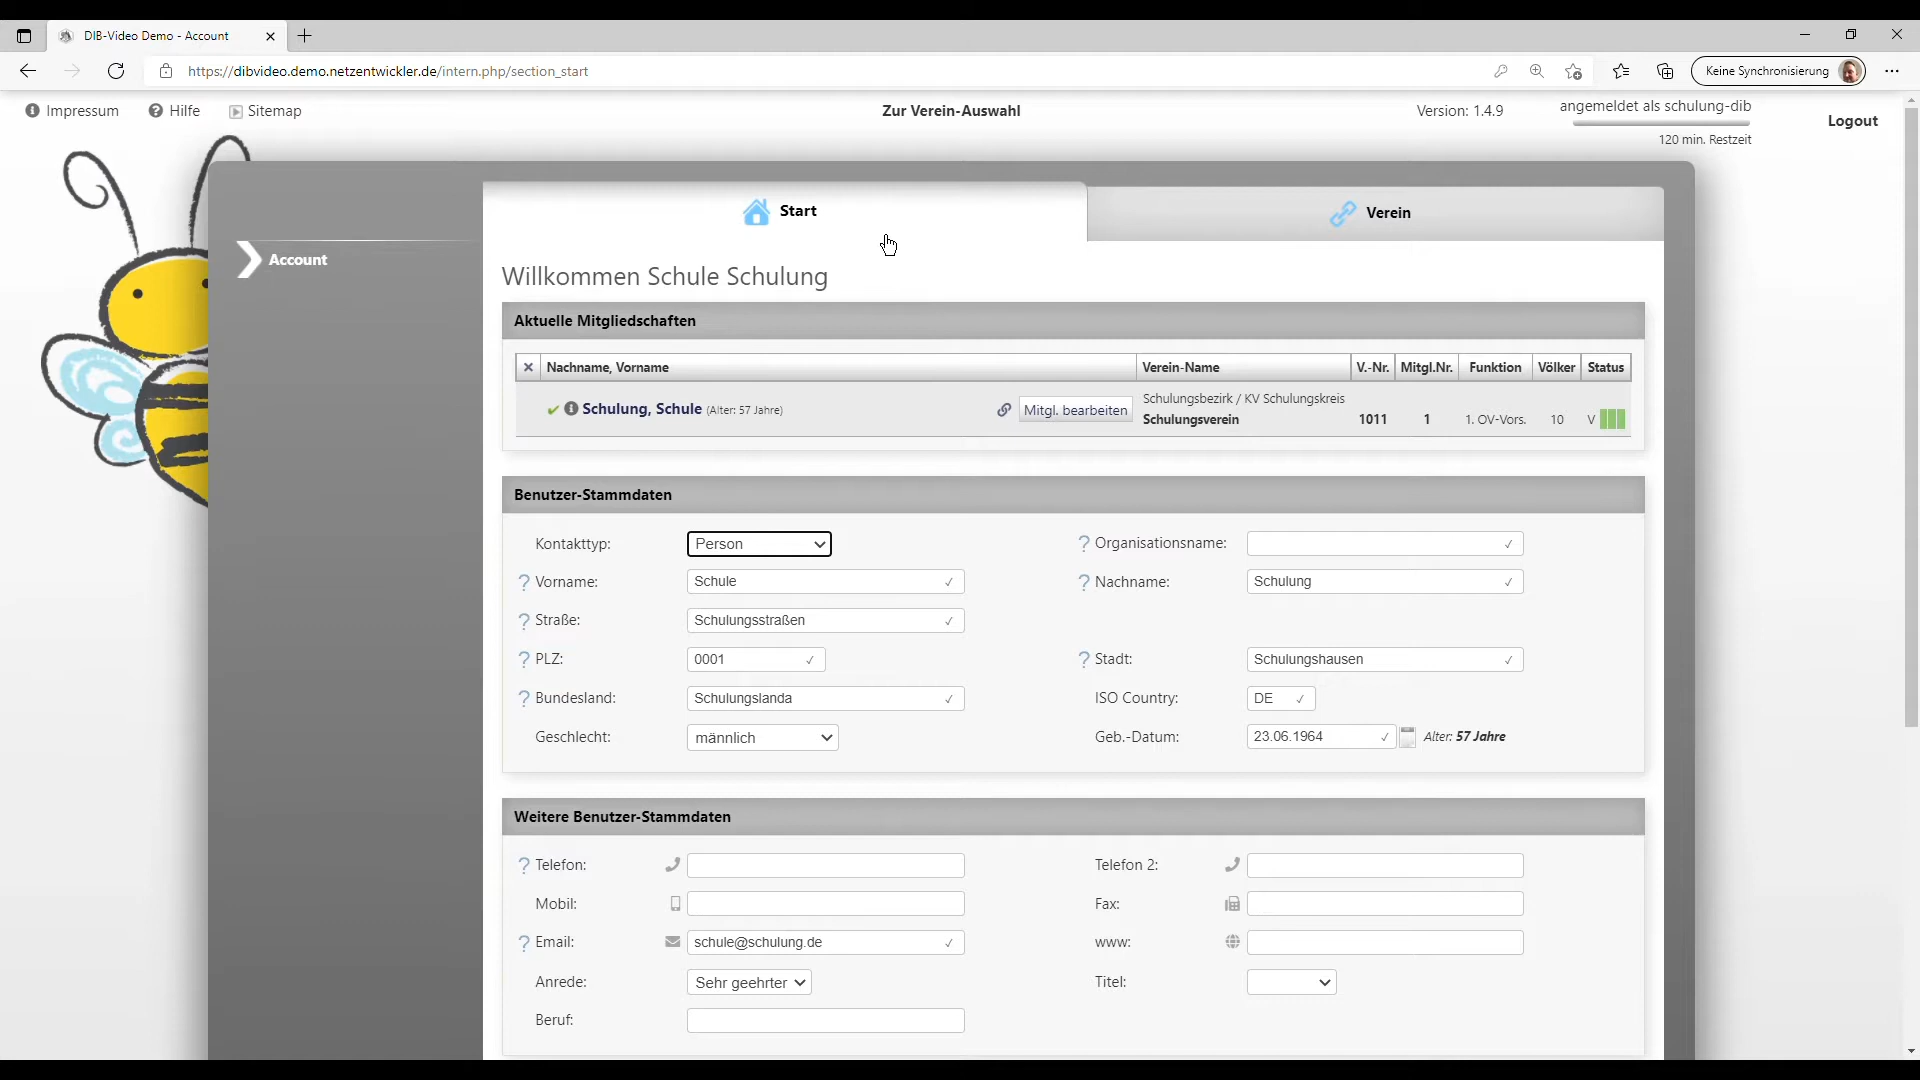 DIB-Video Demo - Account
https://dibvideo.demo.netzentwickler.de/intern.php/section_start
Keine Synchronisierung
Impressum
Hilfe
Sitemap
Zur Verein-Auswahl
Version: 1.4.9
angemeldet als schulung-dib
120 min. Restzeit
Logout
Account
Start
Verein
Willkommen Schule Schulung
Aktuelle Mitgliedschaften
Nachname, Vorname Verein-Name V.-Nr. Mitgl.Nr. Funktion Völker Status
Schulung, Schule (Alter: 57 Jahre) Mitgl. bearbeiten
Schulungsbezirk / KV Schulungskreis
Schulungsverein 1011 1 1. OV-Vors. 10 V
Benutzer-Stammdaten
Kontakttyp: Person ? Organisationsname:
? Vorname: Schule ? Nachname: Schulung
? Straße: Schulungsstraßen
? PLZ: 0001 ? Stadt: Schulungshausen
? Bundesland: Schulungslanda ISO Country: DE
Geschlecht: männlich Geb.-Datum: 23.06.1964 Alter: 57 Jahre
Weitere Benutzer-Stammdaten
? Telefon: Telefon 2:
Mobil: Fax:
? Email: schule@schulung.de www:
Anrede: Sehr geehrter Titel:
Beruf: